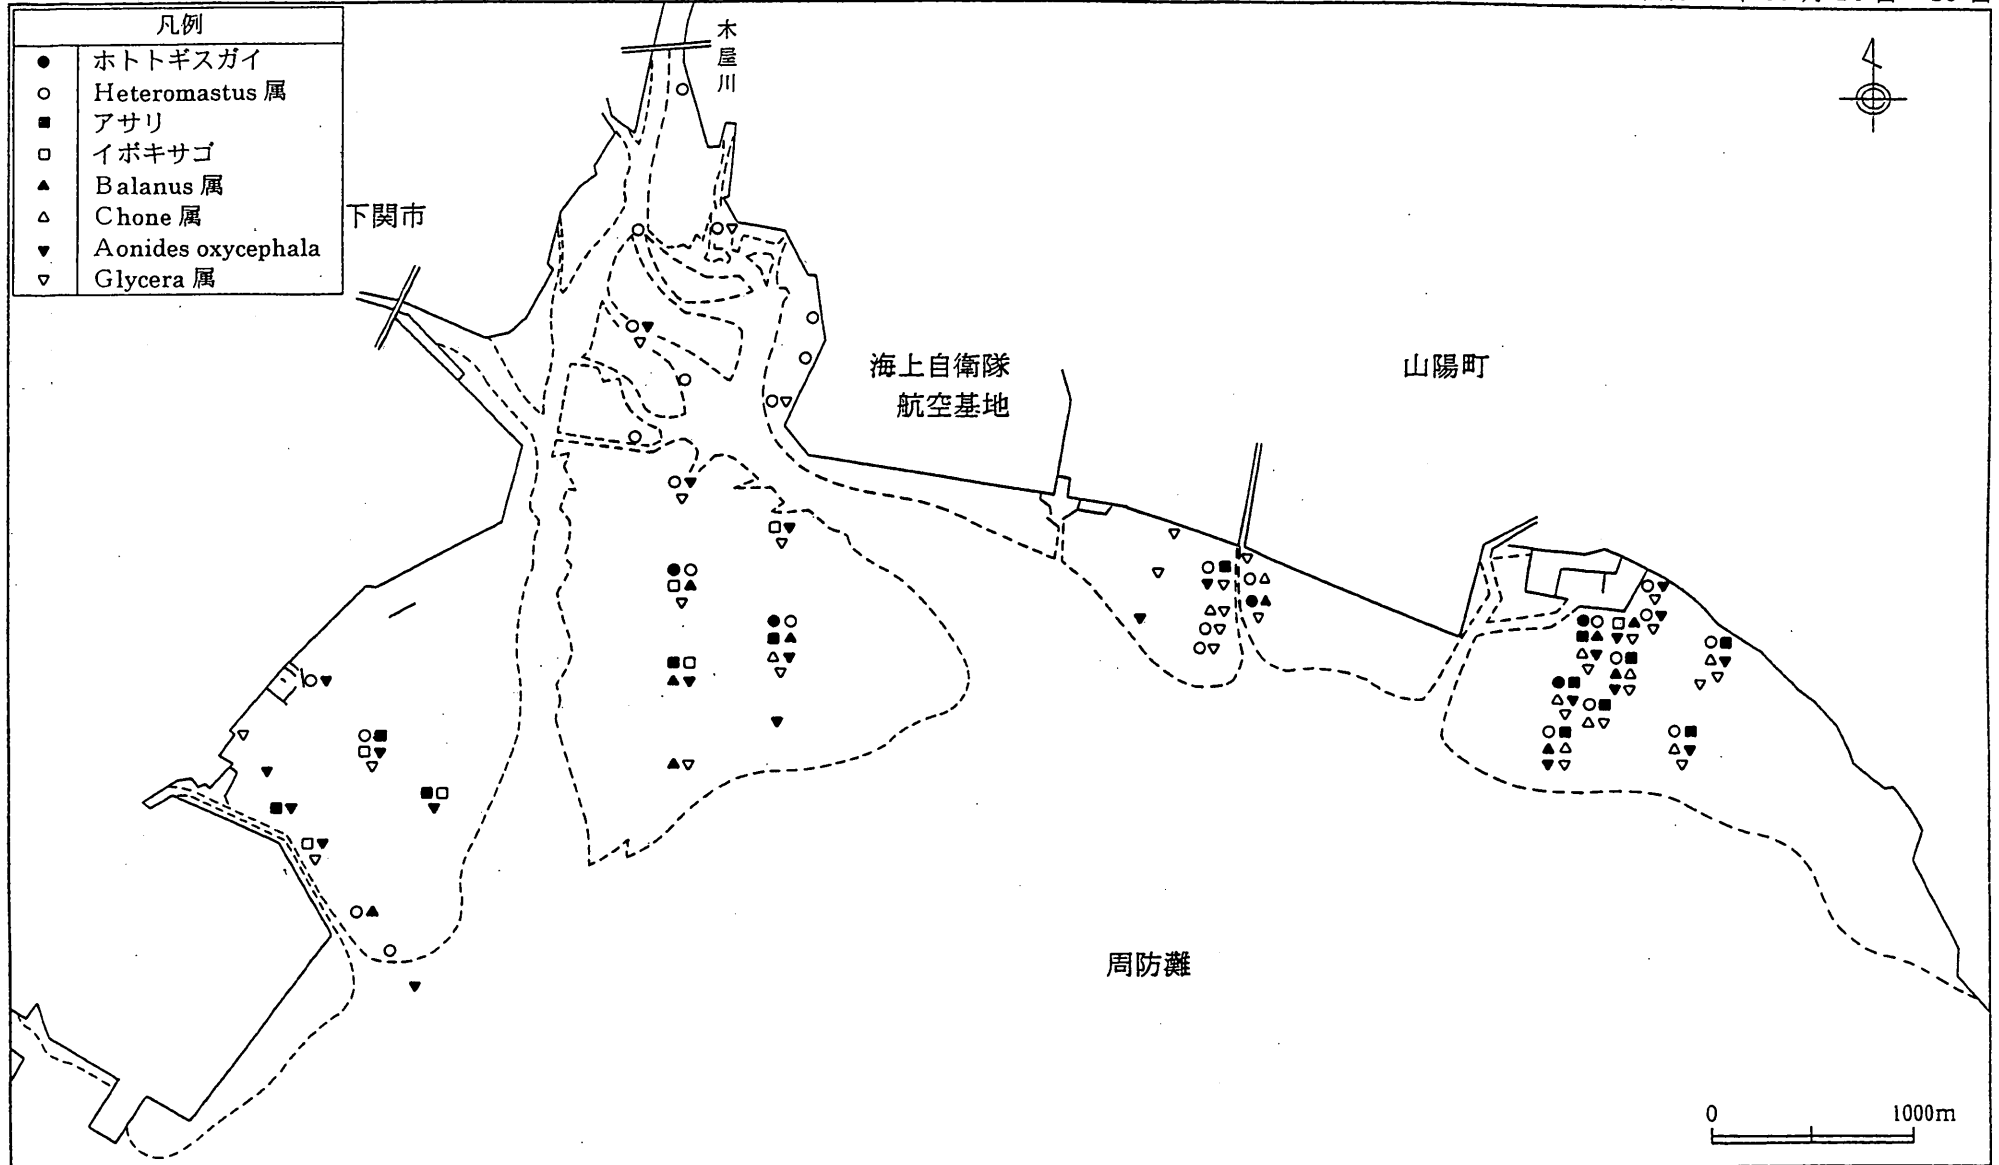 凡例
ホトトギスガイ
Heteromastus 属
アサリ
イボキサゴ
Balanus 属
Chone 属
Aonides oxycephala
Glycera 属
木屋川
下関市
海上自衛隊
航空基地
山陽町
周防灘
0 1000m